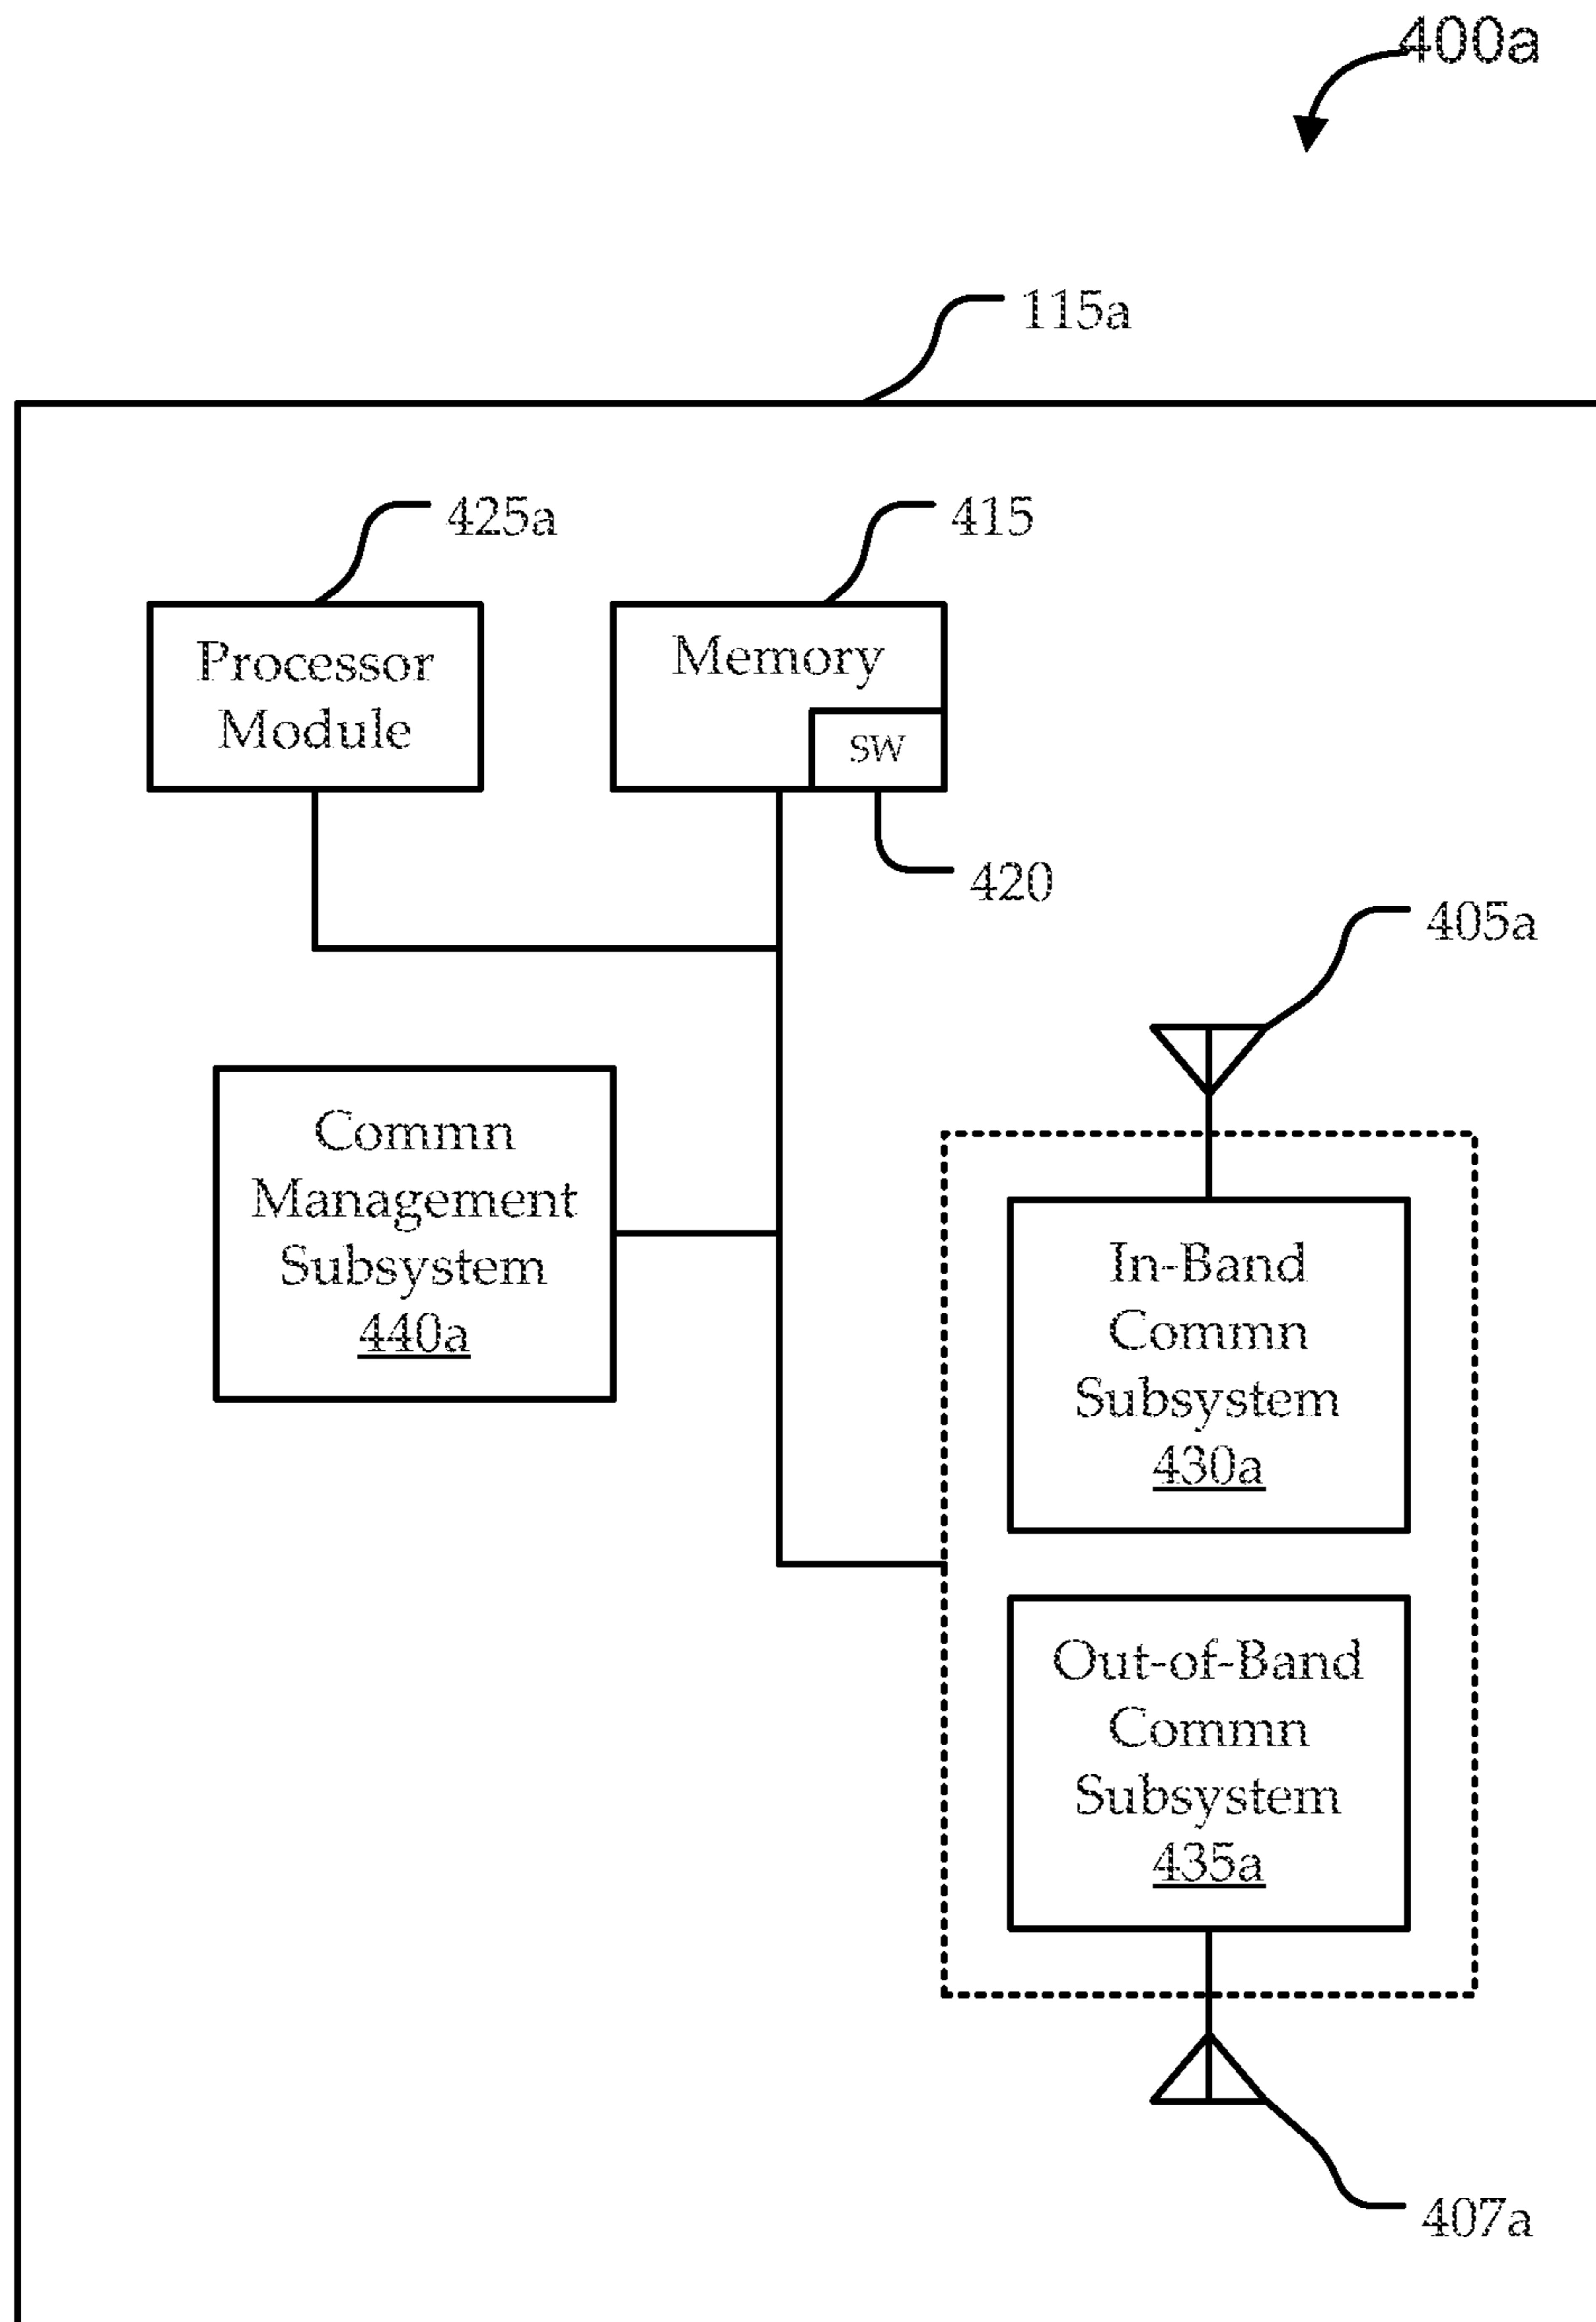 400a
115a
425a
415
Processor
Module
Memory
SW
420
405a
Commn
Management
Subsystem
440a
In-Band
Commn
Subsystem
430a
Out-of-Band
Commn
Subsystem
435a
407a